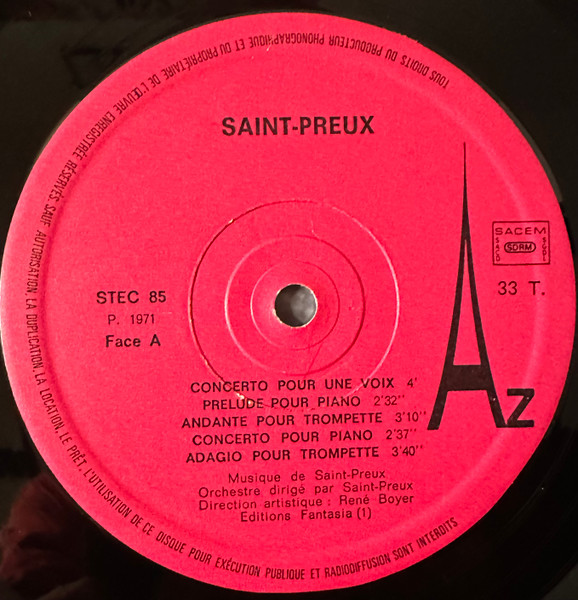 TOUS DROITS DU PRODUCTEUR PHONOGRAPHIQUE ET DU PROPRIÉTAIRE DE L'ŒUVRE ENREGISTRÉE RÉSERVÉS. SAUF AUTORISATION, LA DUPLICATION, LA LOCATION, LE PRÊT, L'UTILISATION DE CE DISQUE POUR EXÉCUTION PUBLIQUE ET RADIODIFFUSION SONT INTERDITS
SAINT-PREUX
SACEM
SACD
SDRM
SGDL
STEC 85
33 T.
P. 1971
Face A
CONCERTO POUR UNE VOIX 4'
PRELUDE POUR PIANO 2'32''
ANDANTE POUR TROMPETTE 3'10''
CONCERTO POUR PIANO 2'37''
ADAGIO POUR TROMPETTE 3'40''
AZ
Musique de Saint-Preux
Orchestre dirigé par Saint-Preux
Direction artistique : René Boyer
Editions Fantasia (1)